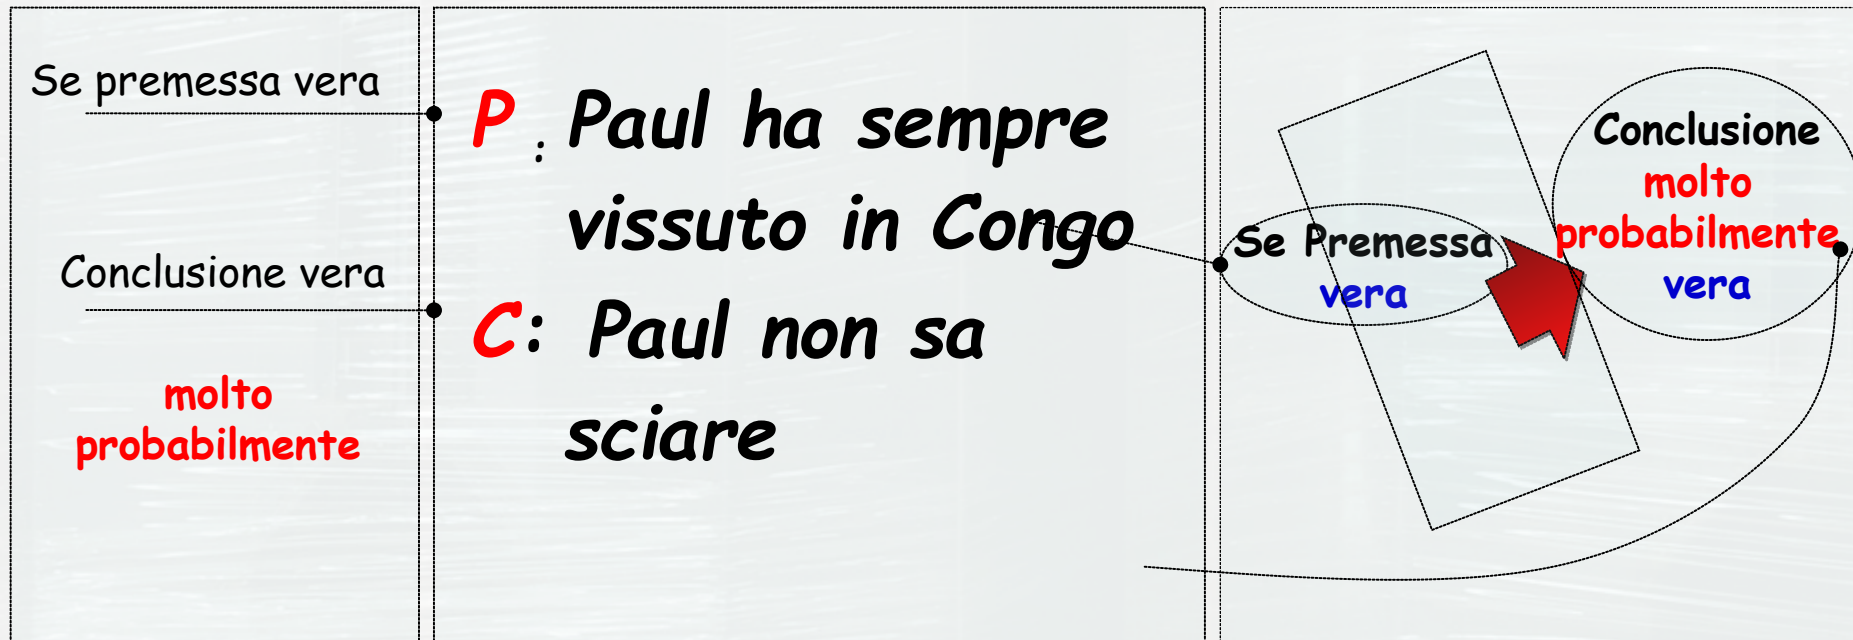 Se premessa vera
Conclusione vera
molto
probabilmente
P : Paul ha sempre
vissuto in Congo
C: Paul non sa
sciare
Se Premessa
vera
Conclusione
molto
probabilmente
vera